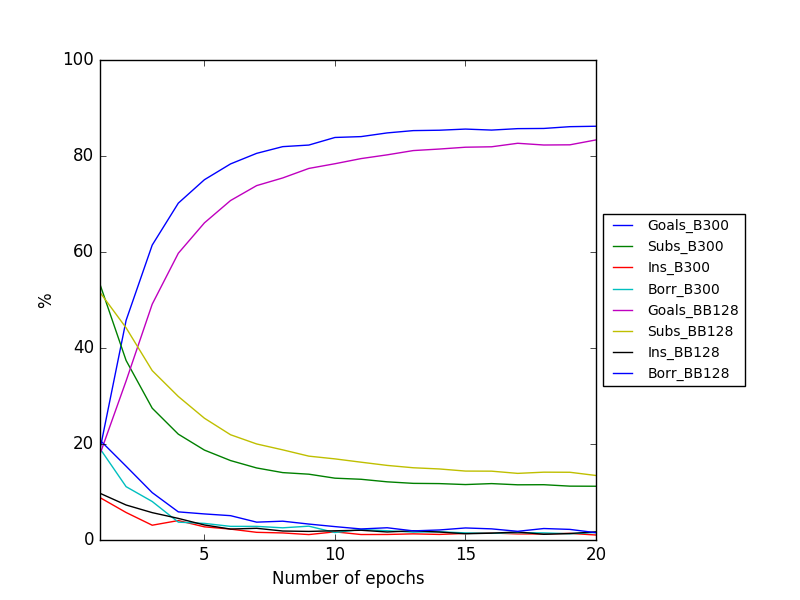 100
80
60
40
20
0
%
5
10
15
20
Number of epochs
Goals_B300
Subs_B300
Ins_B300
Borr_B300
Goals_BB128
Subs_BB128
Ins_BB128
Borr_BB128